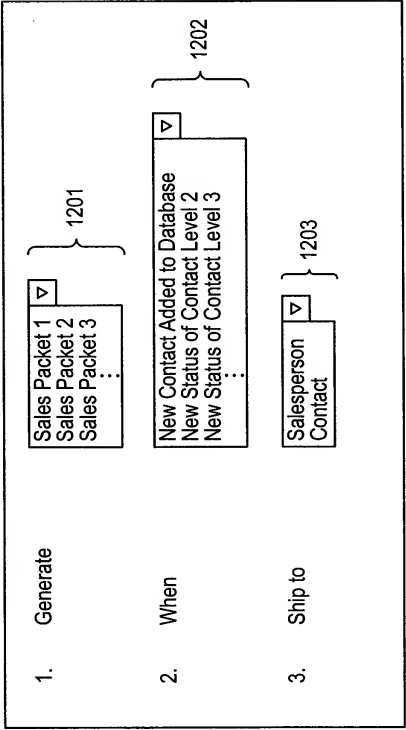 1. Generate
Sales Packet 1
Sales Packet 2
Sales Packet 3
1201
2. When
New Contact Added to Database
New Status of Contact Level 2
New Status of Contact Level 3
1202
3. Ship to
Salesperson
Contact
1203